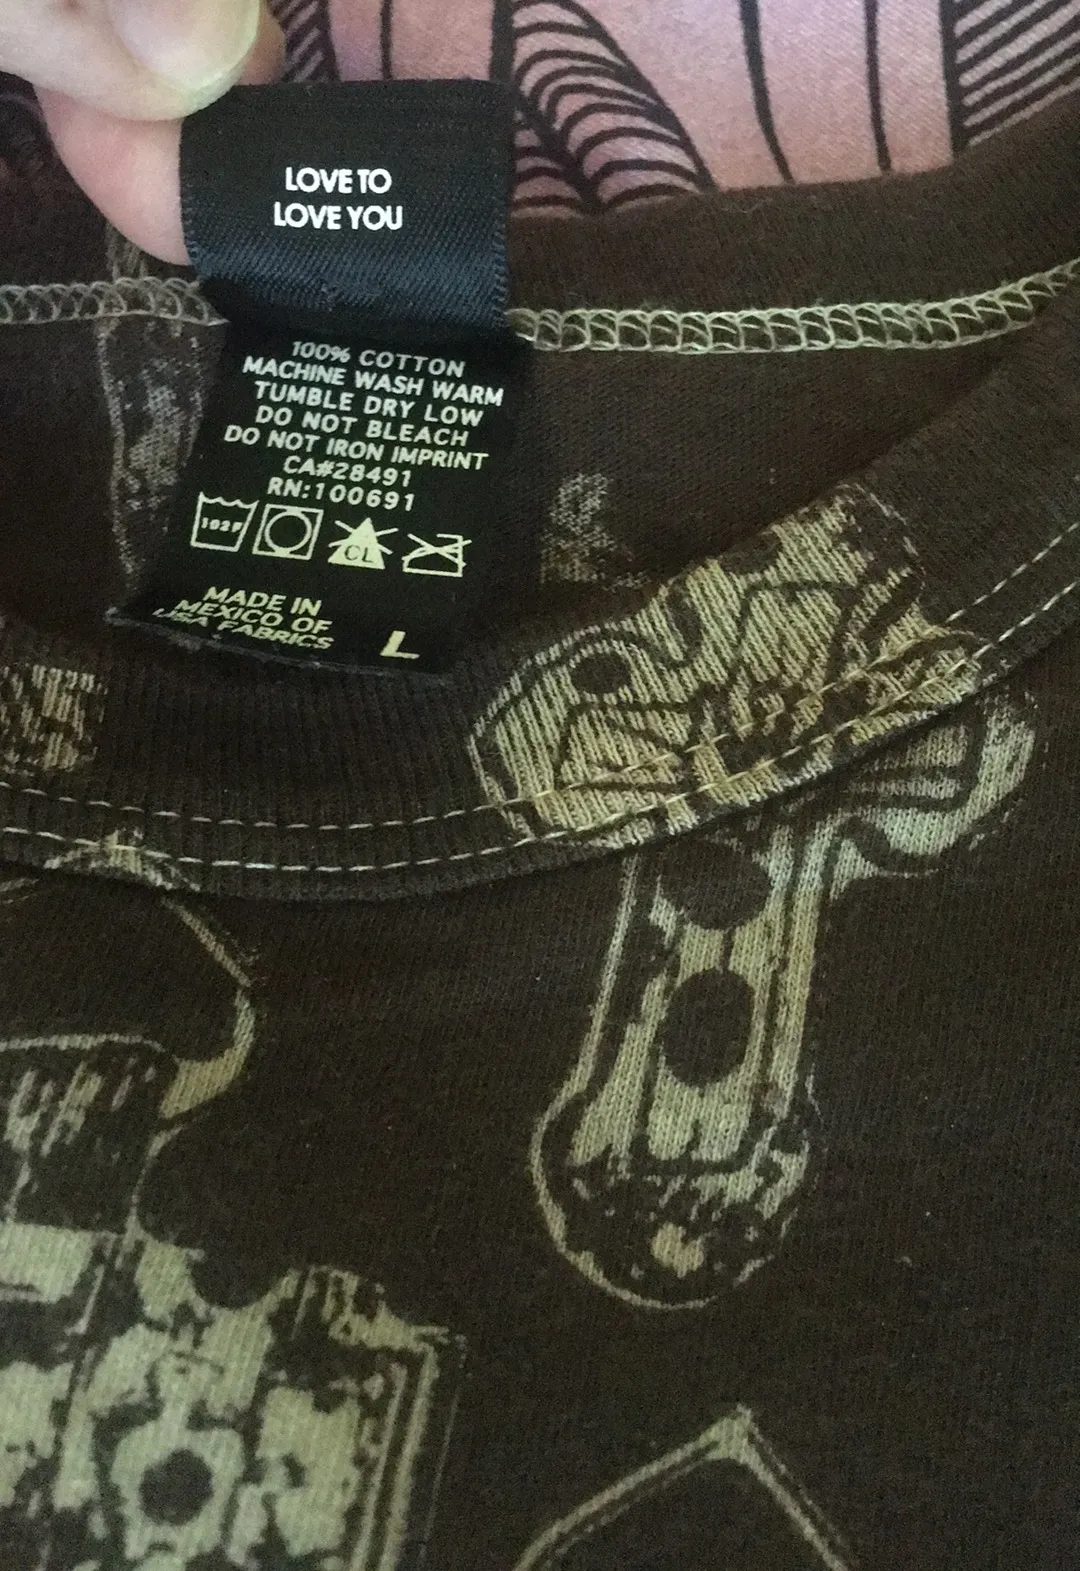 LOVE TO
LOVE YOU
100% COTTON
MACHINE WASH WARM
TUMBLE DRY LOW
DO NOT BLEACH
DO NOT IRON IMPRINT
CA#28491
RN:100691
102F
CL
MADE IN
MEXICO OF
USA FABRICS
L